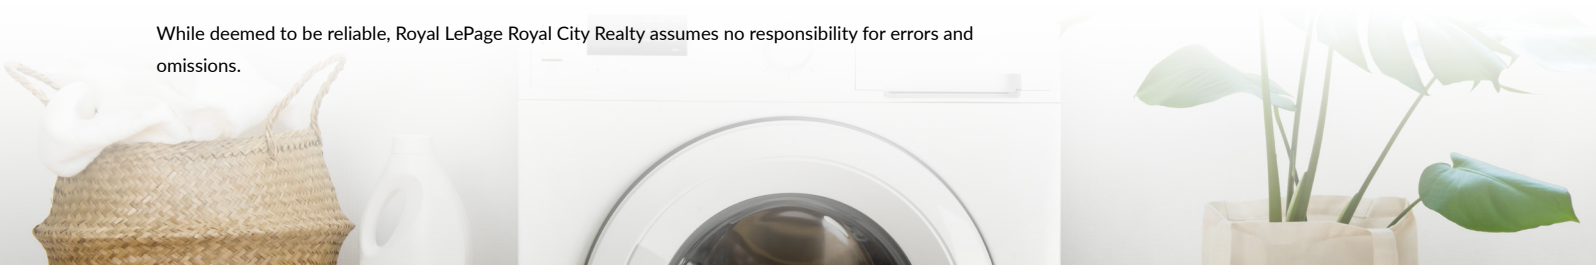 While deemed to be reliable, Royal LePage Royal City Realty assumes no responsibility for errors and
omissions.